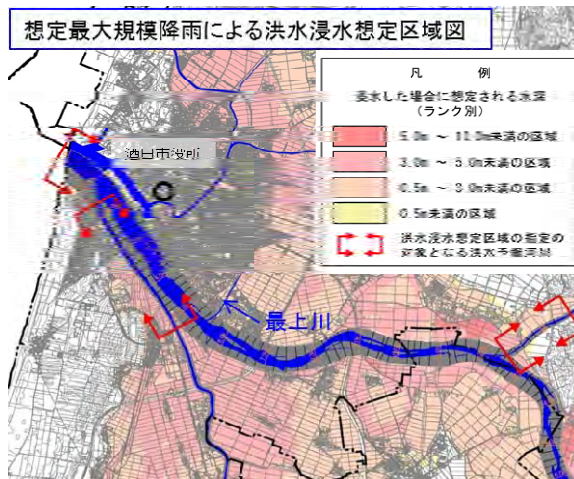 想定最大規模降雨による洪水浸水想定区域図
凡 例
浸水した場合に想定される水深
(ランク別)
5.0m ~ 10.0m未満の区域
3.0m ~ 5.0m未満の区域
0.5m ~ 3.0m未満の区域
0.5m未満の区域
洪水浸水想定区域の指定の
対象となる洪水予報河川
酒田市役所
最上川